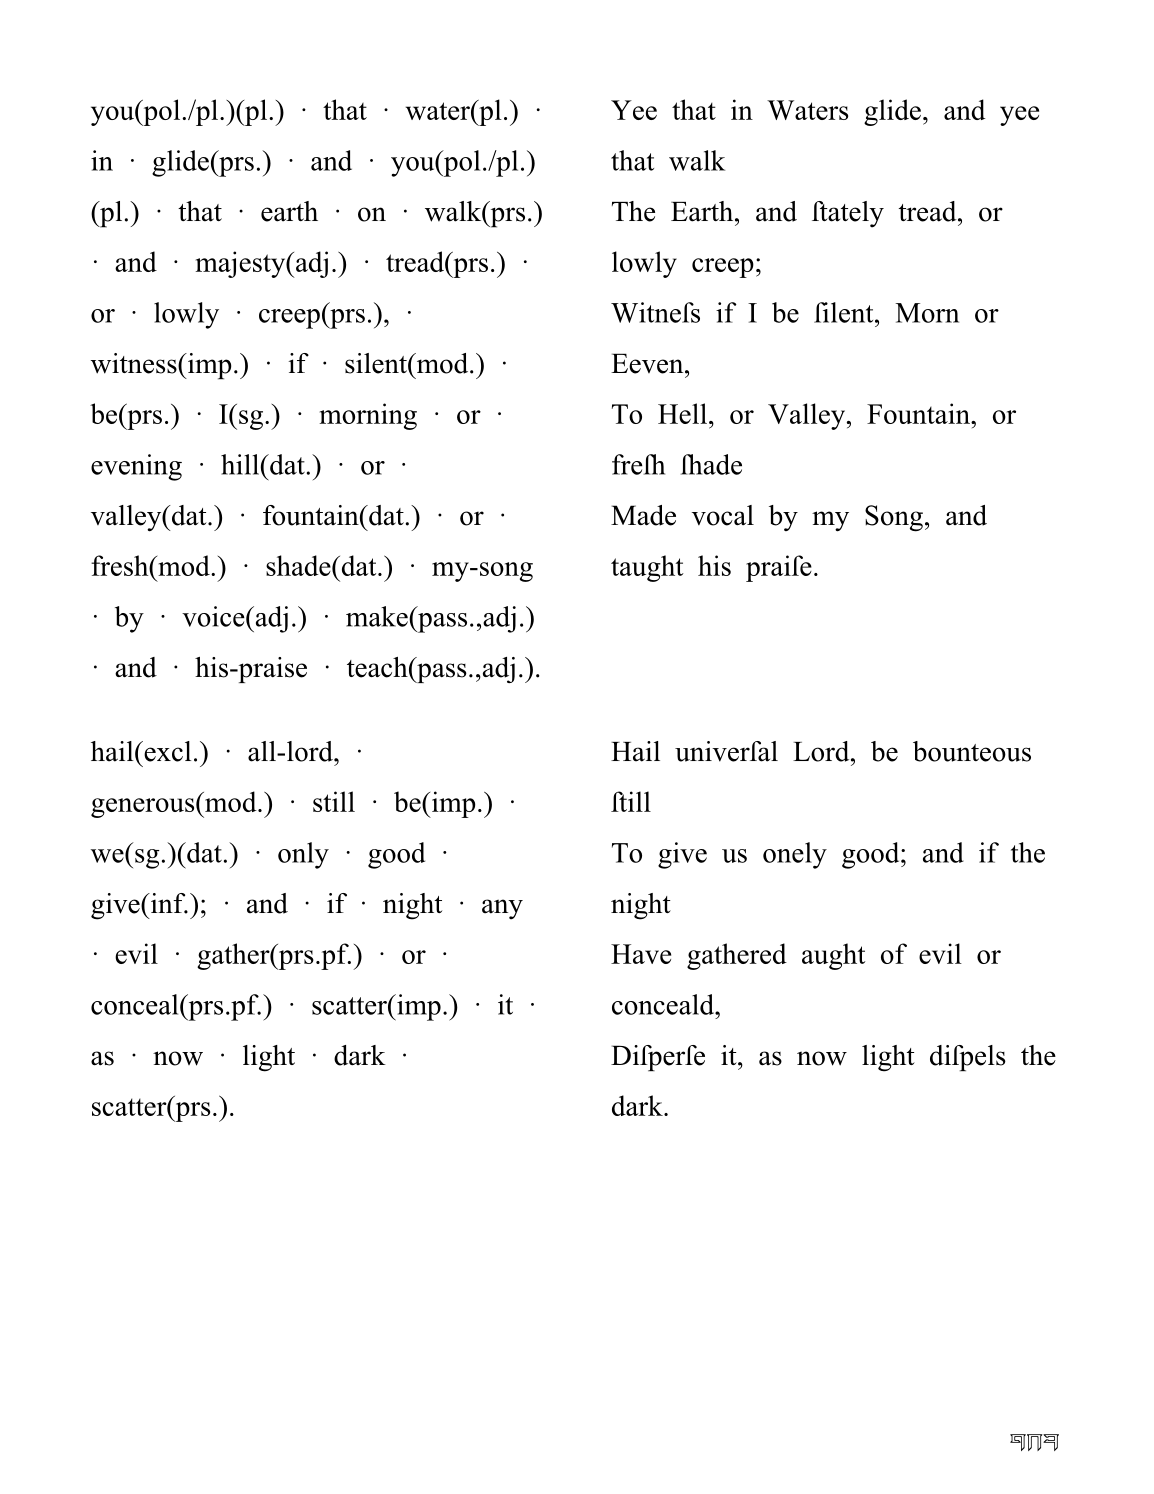 you(pol./pl.)(pl.) · that · water(pl.) ·
in · glide(prs.) · and · you(pol./pl.)
(pl.) · that · earth · on · walk(prs.)
· and · majesty(adj.) · tread(prs.) ·
or · lowly · creep(prs.), ·
witness(imp.) · if · silent(mod.) ·
be(prs.) · I(sg.) · morning · or ·
evening · hill(dat.) · or ·
valley(dat.) · fountain(dat.) · or ·
fresh(mod.) · shade(dat.) · my-song
· by · voice(adj.) · make(pass.,adj.)
· and · his-praise · teach(pass.,adj.).
hail(excl.) · all-lord, ·
generous(mod.) · still · be(imp.) ·
we(sg.)(dat.) · only · good ·
give(inf.); · and · if · night · any
· evil · gather(prs.pf.) · or ·
conceal(prs.pf.) · scatter(imp.) · it ·
as · now · light · dark ·
scatter(prs.).
Yee that in Waters glide, and yee
that walk
The Earth, and ſtately tread, or
lowly creep;
Witneſs if I be ſilent, Morn or
Eeven,
To Hell, or Valley, Fountain, or
freſh ſhade
Made vocal by my Song, and
taught his praiſe.
Hail univerſal Lord, be bounteous
ſtill
To give us onely good; and if the
night
Have gathered aught of evil or
conceald,
Diſperſe it, as now light diſpels the
dark.